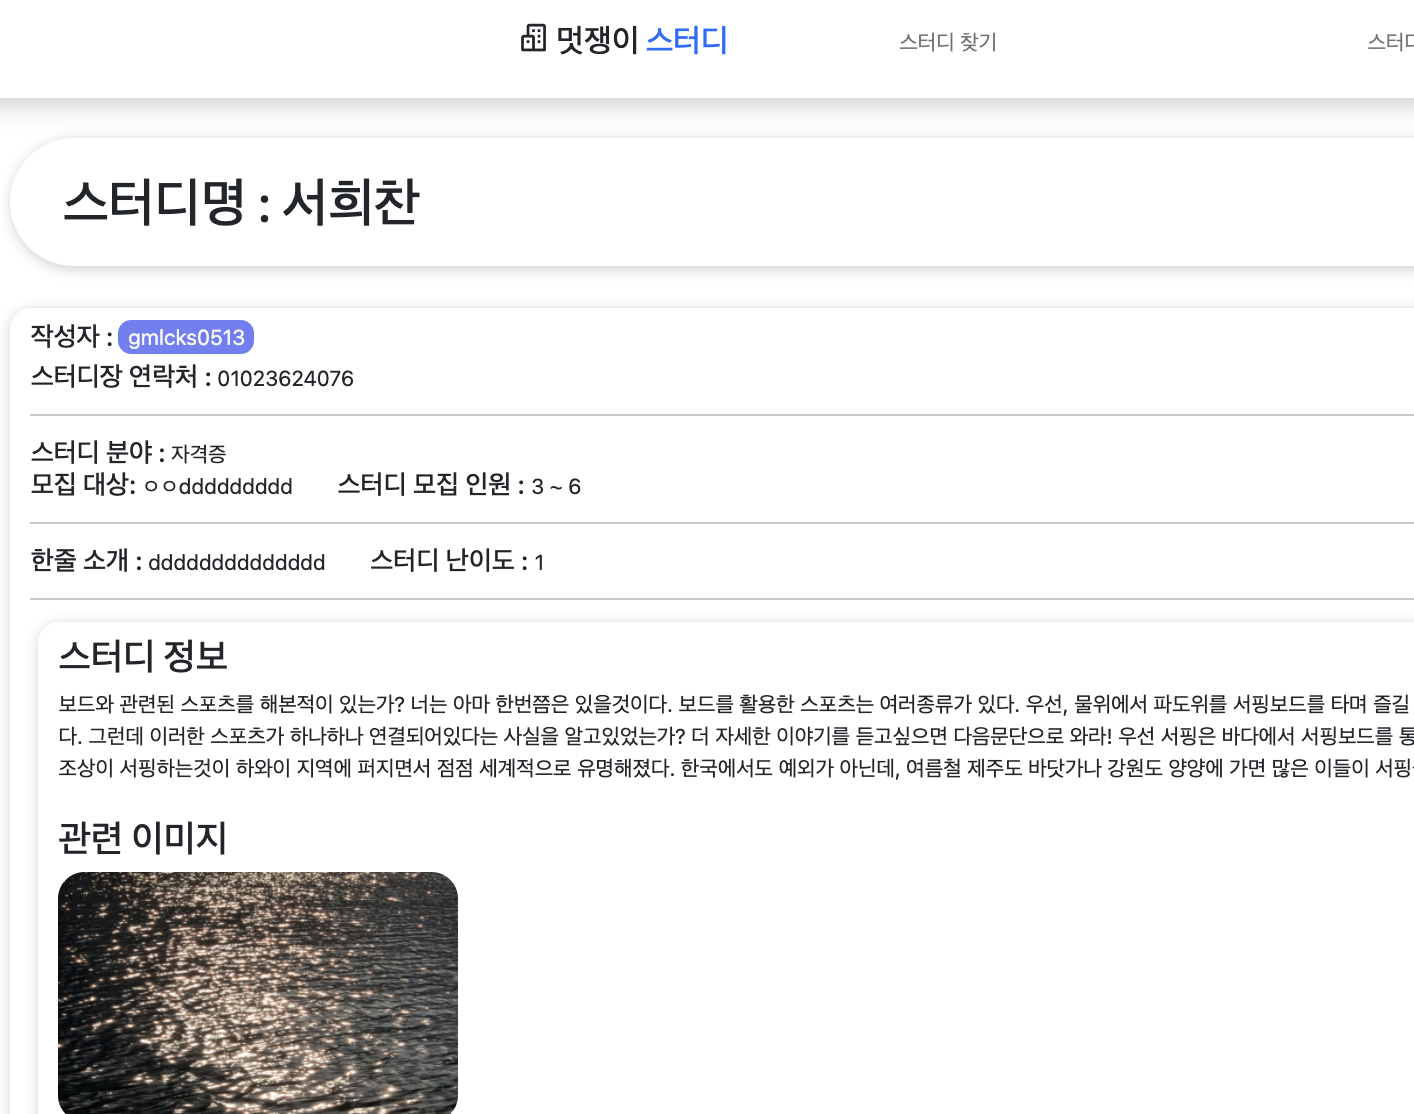 멋쟁이 스터디
스터디 찾기
스터디명 : 서희찬
작성자 : gmlcks0513
스터디장 연락처 : 01023624076
스터디 분야 : 자격증
모집 대상: ㅇㅇddddddddd 스터디 모집 인원 : 3 ~ 6
한줄 소개 : dddddddddddddd 스터디 난이도 : 1
스터디 정보
보드와 관련된 스포츠를 해본적이 있는가? 너는 아마 한번쯤은 있을것이다. 보드를 활용한 스포츠는 여러종류가 있다. 우선, 물위에서 파도위를 서핑보드를 타며 즐길
다. 그런데 이러한 스포츠가 하나하나 연결되어있다는 사실을 알고있었는가? 더 자세한 이야기를 듣고싶으면 다음문단으로 와라! 우선 서핑은 바다에서 서핑보드를 통
조상이 서핑하는것이 하와이 지역에 퍼지면서 점점 세계적으로 유명해졌다. 한국에서도 예외가 아닌데, 여름철 제주도 바닷가나 강원도 양양에 가면 많은 이들이 서핑
관련 이미지